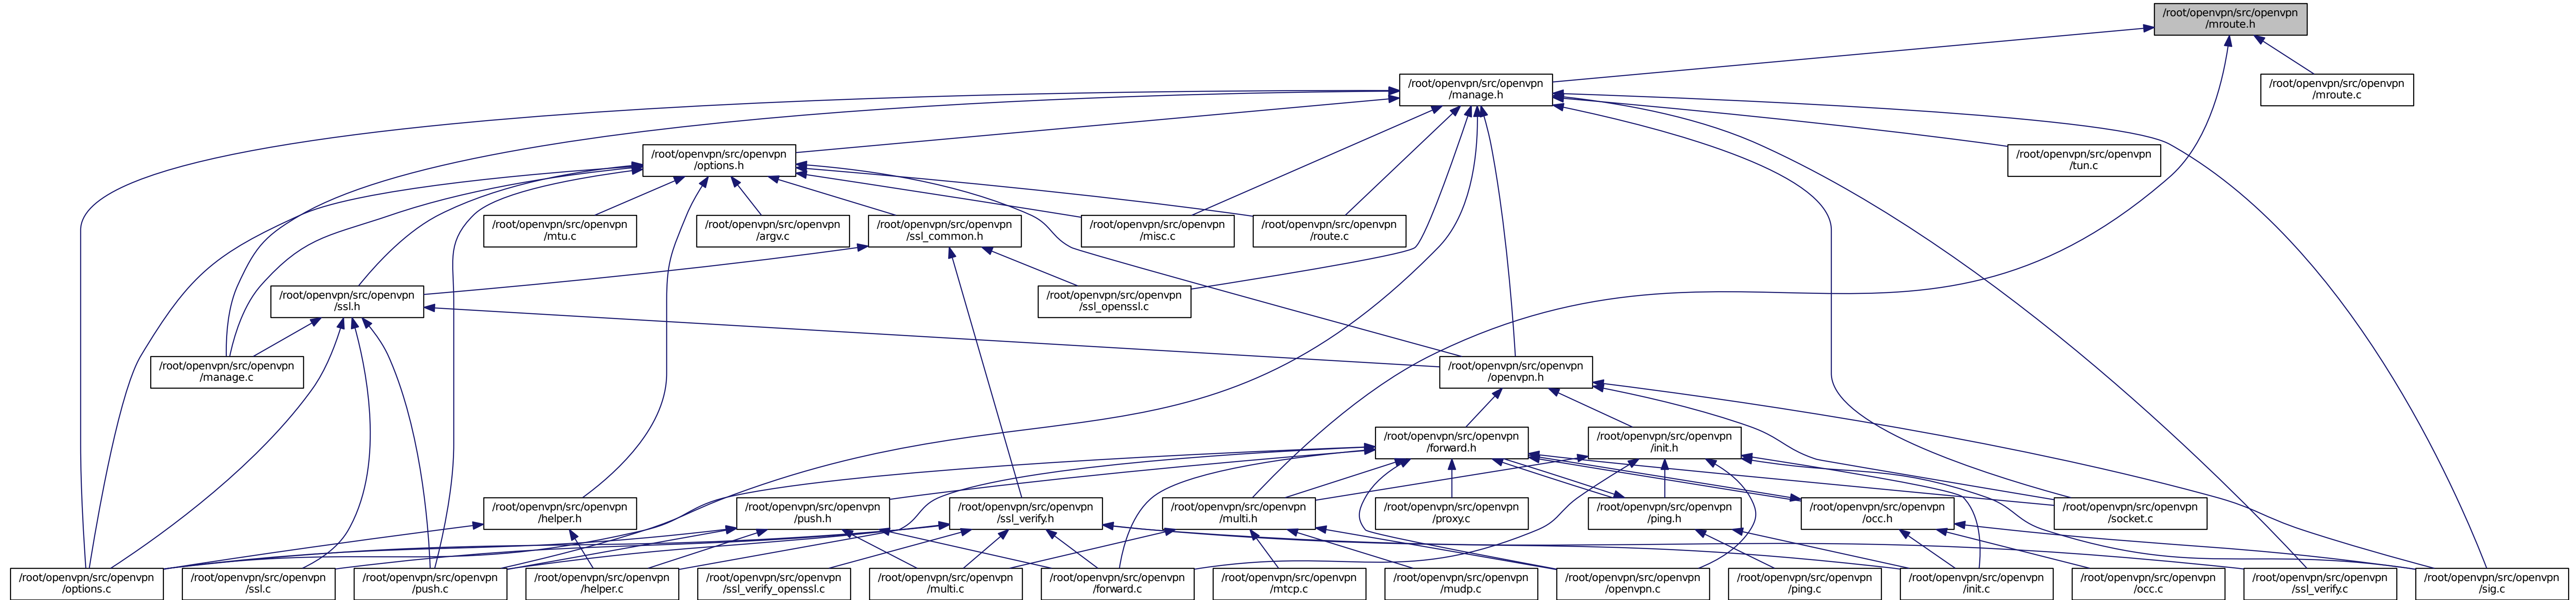 /root/openvpn/src/openvpn
/mroute.h
/root/openvpn/src/openvpn
/manage.h
/root/openvpn/src/openvpn
/mroute.c
/root/openvpn/src/openvpn
/options.h
/root/openvpn/src/openvpn
/tun.c
/root/openvpn/src/openvpn
/mtu.c
/root/openvpn/src/openvpn
/argv.c
/root/openvpn/src/openvpn
/ssl_common.h
/root/openvpn/src/openvpn
/misc.c
/root/openvpn/src/openvpn
/route.c
/root/openvpn/src/openvpn
/ssl.h
/root/openvpn/src/openvpn
/ssl_openssl.c
/root/openvpn/src/openvpn
/manage.c
/root/openvpn/src/openvpn
/openvpn.h
/root/openvpn/src/openvpn
/forward.h
/root/openvpn/src/openvpn
/init.h
/root/openvpn/src/openvpn
/helper.h
/root/openvpn/src/openvpn
/push.h
/root/openvpn/src/openvpn
/ssl_verify.h
/root/openvpn/src/openvpn
/multi.h
/root/openvpn/src/openvpn
/proxy.c
/root/openvpn/src/openvpn
/ping.h
/root/openvpn/src/openvpn
/occ.h
/root/openvpn/src/openvpn
/socket.c
/root/openvpn/src/openvpn
/options.c
/root/openvpn/src/openvpn
/ssl.c
/root/openvpn/src/openvpn
/push.c
/root/openvpn/src/openvpn
/helper.c
/root/openvpn/src/openvpn
/ssl_verify_openssl.c
/root/openvpn/src/openvpn
/multi.c
/root/openvpn/src/openvpn
/forward.c
/root/openvpn/src/openvpn
/mtcp.c
/root/openvpn/src/openvpn
/mudp.c
/root/openvpn/src/openvpn
/openvpn.c
/root/openvpn/src/openvpn
/ping.c
/root/openvpn/src/openvpn
/init.c
/root/openvpn/src/openvpn
/occ.c
/root/openvpn/src/openvpn
/ssl_verify.c
/root/openvpn/src/openvpn
/sig.c